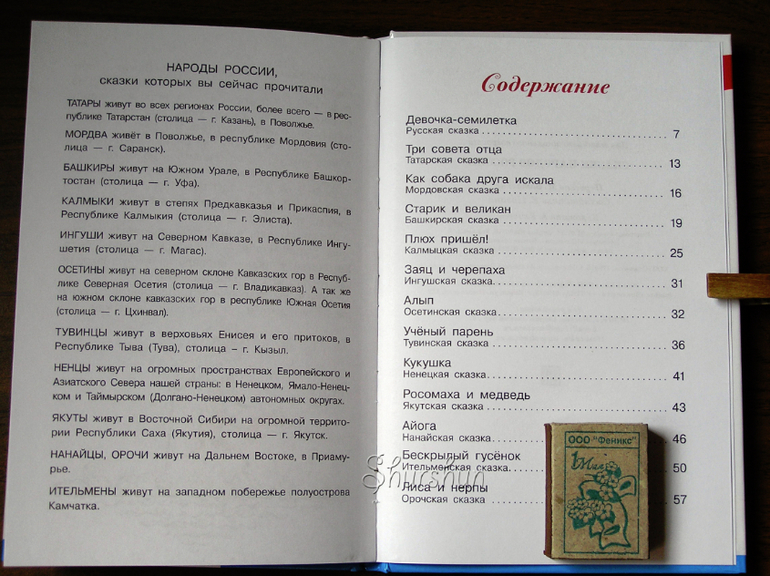 НАРОДЫ РОССИИ,
сказки которых вы сейчас прочитали
ТАТАРЫ живут во всех регионах России, более всего — в рес-
публике Татарстан (столица — г. Казань), в Поволжье.
МОРДВА живёт в Поволжье, в республике Мордовия (сто-
лица — г. Саранск).
БАШКИРЫ живут на Южном Урале, в Республике Башкор-
тостан (столица — г. Уфа).
КАЛМЫКИ живут в степях Предкавказья и Прикаспия, в
Республике Калмыкия (столица — г. Элиста).
ИНГУШИ живут на Северном Кавказе, в Республике Ингу-
шетия (столица — г. Магас).
ОСЕТИНЫ живут на северном склоне Кавказских гор в Респуб-
лике Северная Осетия (столица — г. Владикавказ). А так же
на южном склоне кавказских гор в республике Южная Осетия
(столица — г. Цхинвал).
ТУВИНЦЫ живут в верховьях Енисея и его притоков, в
Республике Тыва (Тува), столица – г. Кызыл.
НЕНЦЫ живут на огромных пространствах Европейского и
Азиатского Севера нашей страны: в Ненецком, Ямало-Ненец-
ком и Таймырском (Долгано-Ненецком) автономных округах.
ЯКУТЫ живут в Восточной Сибири на огромной террито-
рии Республики Саха (Якутия), столица — г. Якутск.
НАНАЙЦЫ, ОРОЧИ живут на Дальнем Востоке, в Приаму-
рье.
ИТЕЛЬМЕНЫ живут на западном побережье полуострова
Камчатка.
Содержание
Девочка-семилетка
Русская сказка 7
Три совета отца
Татарская сказка 13
Как собака друга искала
Мордовская сказка 16
Старик и великан
Башкирская сказка 19
Плюх пришёл!
Калмыцкая сказка 25
Заяц и черепаха
Ингушская сказка 31
Алып
Осетинская сказка 32
Учёный парень
Тувинская сказка 36
Кукушка
Ненецкая сказка 41
Росомаха и медведь
Якутская сказка 43
Айога
Нанайская сказка 46
Бескрылый гусёнок
Ительменская сказка 50
Лиса и нерпы
Орочская сказка 57
ООО "Феникс"
1 Mai
Shurshun